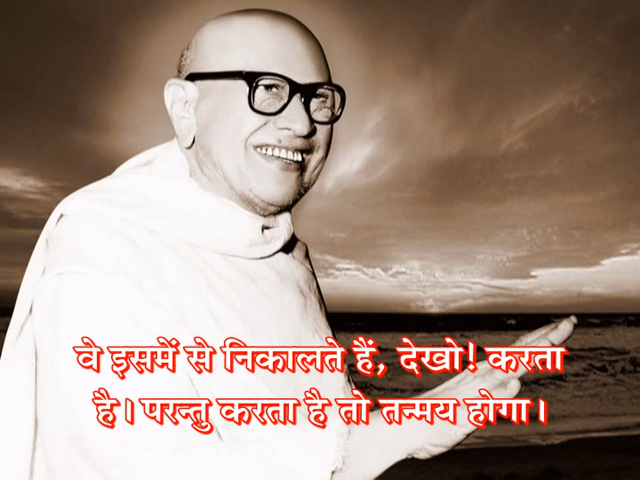 वे इसमें से निकालते हैं, देखो! करता
है। परन्तु करता है तो तन्मय होगा।